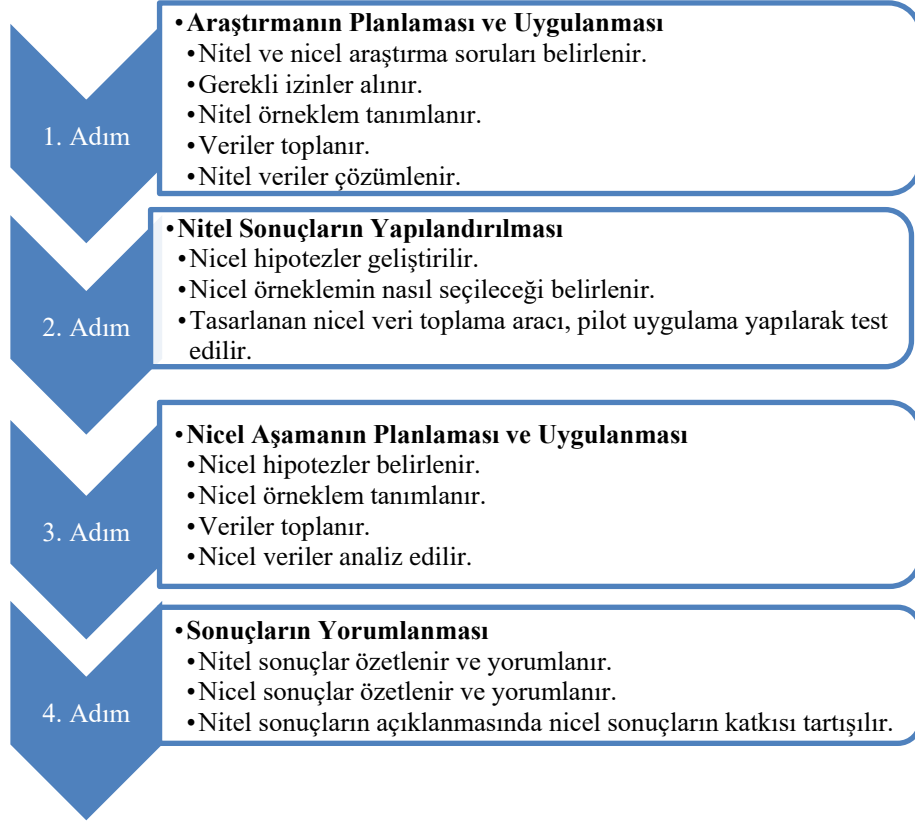 1. Adım
•Araştırmanın Planlaması ve Uygulanması
•Nitel ve nicel araştırma soruları belirlenir.
•Gerekli izinler alınır.
•Nitel örneklem tanımlanır.
•Veriler toplanır.
•Nitel veriler çözümlenir.
2. Adım
•Nitel Sonuçların Yapılandırılması
•Nicel hipotezler geliştirilir.
•Nicel örneklemin nasıl seçileceği belirlenir.
•Tasarlanan nicel veri toplama aracı, pilot uygulama yapılarak test
edilir.
3. Adım
•Nicel Aşamanın Planlaması ve Uygulanması
•Nicel hipotezler belirlenir.
•Nicel örneklem tanımlanır.
•Veriler toplanır.
•Nicel veriler analiz edilir.
4. Adım
•Sonuçların Yorumlanması
•Nitel sonuçlar özetlenir ve yorumlanır.
•Nicel sonuçlar özetlenir ve yorumlanır.
•Nitel sonuçların açıklanmasında nicel sonuçların katkısı tartışılır.